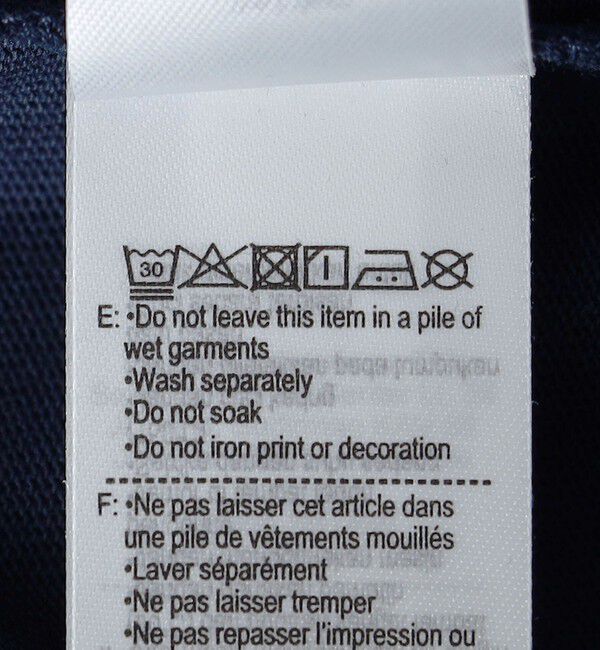 30
E: •Do not leave this item in a pile of
wet garments
•Wash separately
•Do not soak
•Do not iron print or decoration
F: •Ne pas laisser cet article dans
une pile de vêtements mouillés
•Laver séparément
•Ne pas laisser tremper
•Ne pas repasser l'impression ou